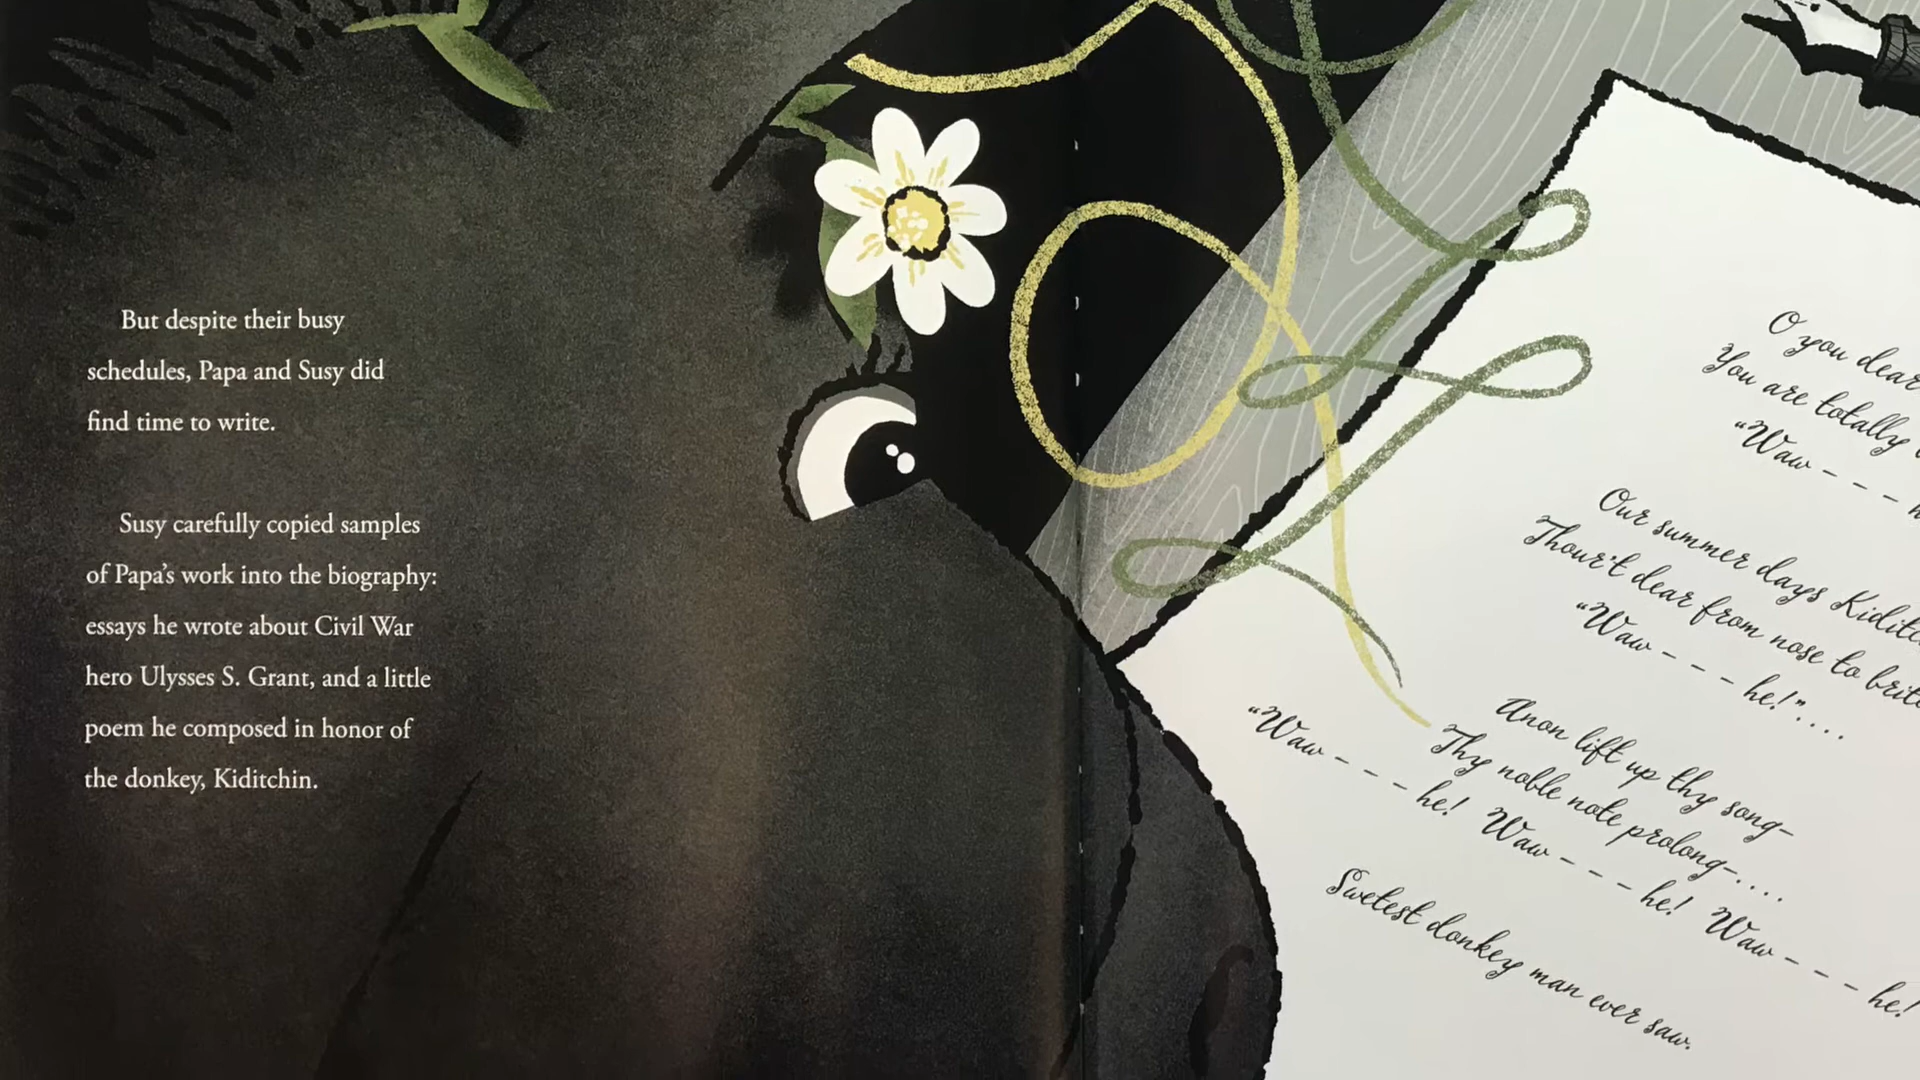 But despite their busy
schedules, Papa and Susy did
find time to write.
Susy carefully copied samples
of Papa's work into the biography:
essays he wrote about Civil War
hero Ulysses S. Grant, and a little
poem he composed in honor of
the donkey, Kiditchin.
O you dear
You are totally
"Waw – – –
Our summer days
Thour't dear from nose to
"Waw – – – he!"...
Anon lift up thy song–
Thy noble note prolong–...
"Waw – – – – he! Waw – – – – he! Waw – – – he!
Swetest donkey man ever saw.